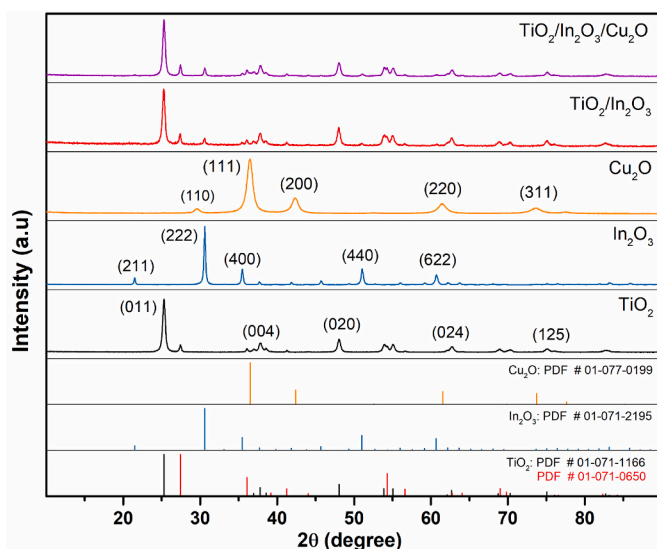 TiO₂/In₂O₃/Cu₂O
TiO₂/In₂O₃
Cu₂O
(110)
(111)
(200)
(220)
(311)
In₂O₃
(211)
(222)
(400)
(440)
(622)
TiO₂
(011)
(004)
(020)
(024)
(125)
Cu₂O: PDF # 01-077-0199
In₂O₃: PDF # 01-071-2195
TiO₂: PDF # 01-071-1166
PDF # 01-071-0650
20 30 40 50 60 70 80
2θ (degree)
Intensity (a.u)